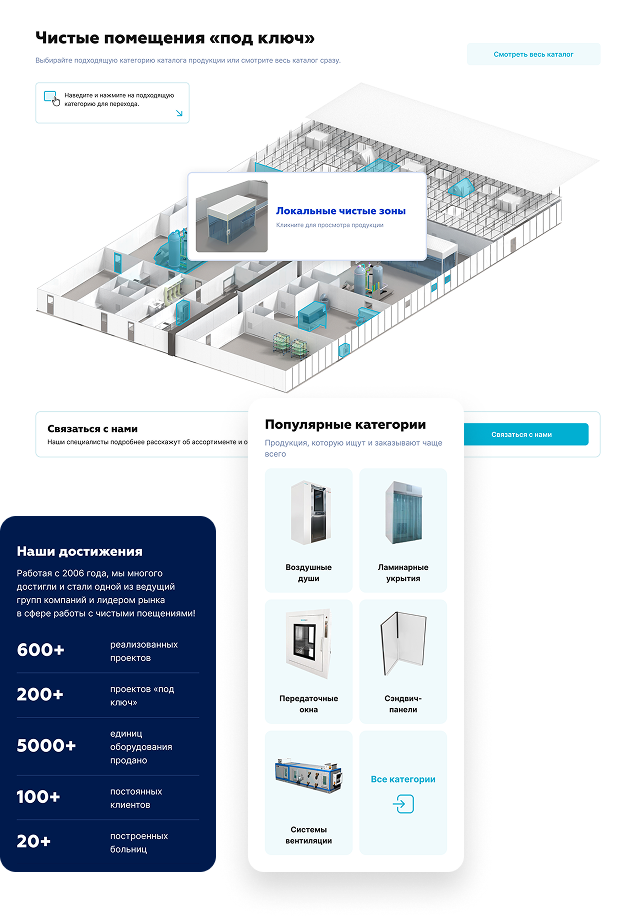 Чистые помещения «под ключ»
Выбирайте подходящую категорию каталога продукции или смотрите весь каталог сразу.
Смотреть весь каталог
Наведите и нажмите на подходящую
категорию для перехода.
Локальные чистые зоны
Кликните для просмотра продукции
Связаться с нами
Наши специалисты подробнее расскажут об ассортименте и о
Связаться с нами
Популярные категории
Продукция, которую ищут и заказывают чаще
всего
Воздушные
души
Ламинарные
укрытия
Передаточные
окна
Сэндвич-
панели
Системы
вентиляции
Все категории
Наши достижения
Работая с 2006 года, мы многого
достигли и стали одной из ведущий
групп компаний и лидером рынка
в сфере работы с чистыми поещениями!
600+
реализованных
проектов
200+
проектов «под
ключ»
5000+
единиц
оборудования
продано
100+
постоянных
клиентов
20+
построенных
больниц